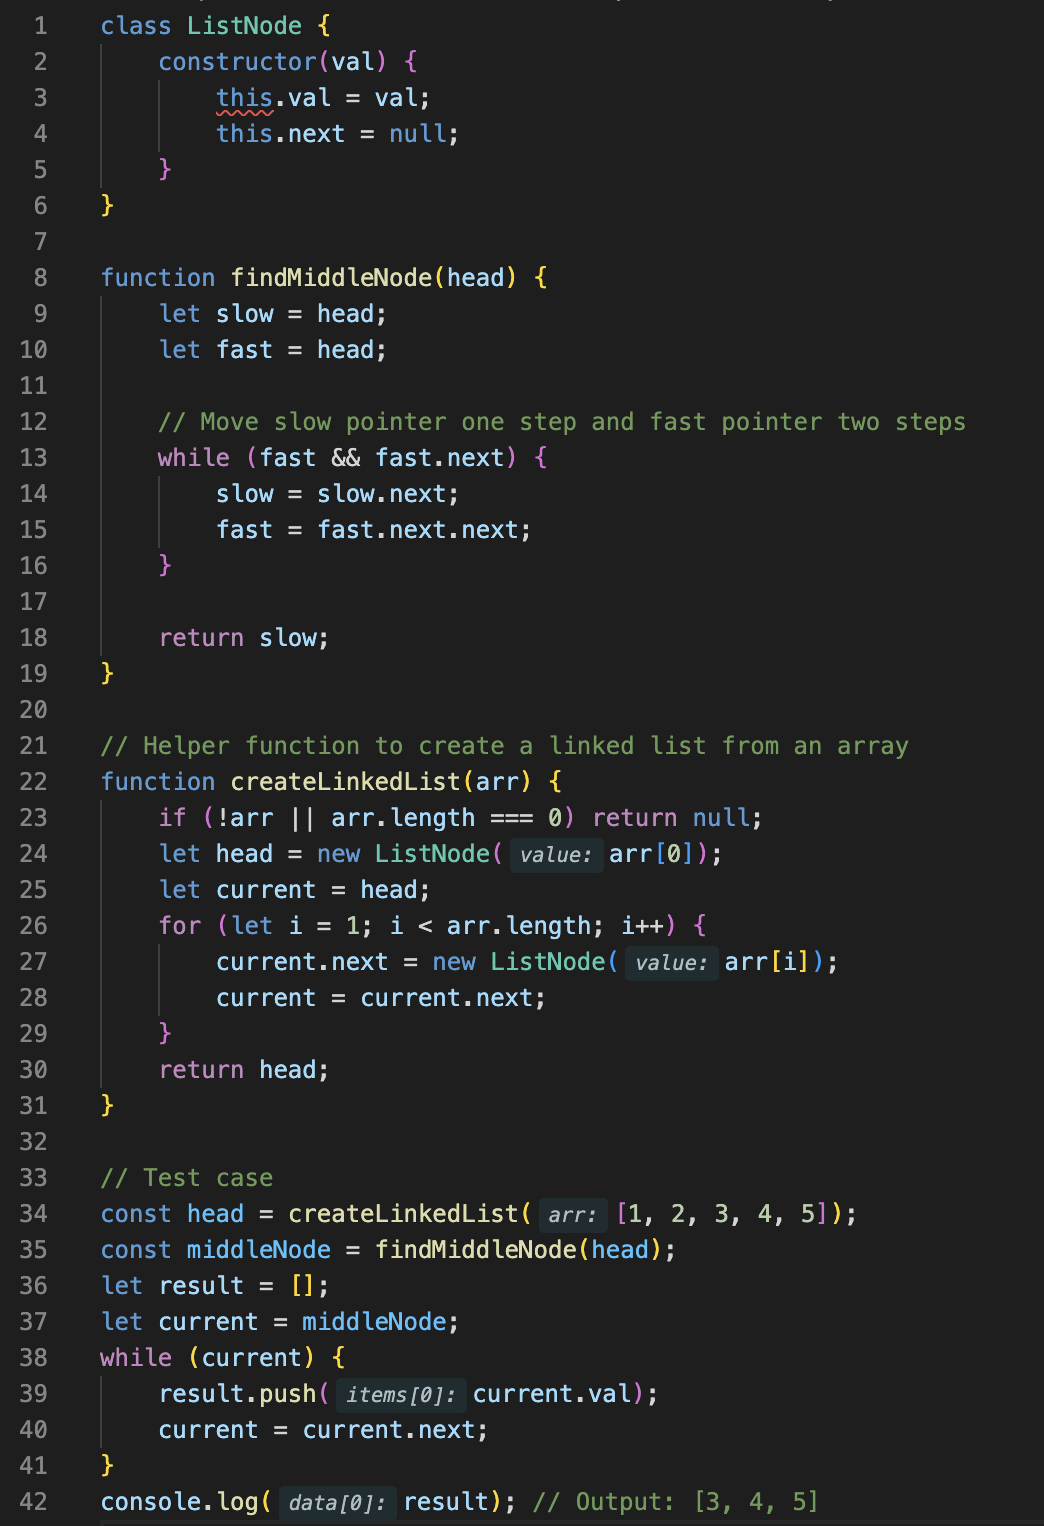 1 class ListNode {
2     constructor(val) {
3         this.val = val;
4         this.next = null;
5     }
6 }
7
8 function findMiddleNode(head) {
9     let slow = head;
10     let fast = head;
11
12     // Move slow pointer one step and fast pointer two steps
13     while (fast && fast.next) {
14         slow = slow.next;
15         fast = fast.next.next;
16     }
17
18     return slow;
19 }
20
21 // Helper function to create a linked list from an array
22 function createLinkedList(arr) {
23     if (!arr || arr.length === 0) return null;
24     let head = new ListNode( value: arr[0]);
25     let current = head;
26     for (let i = 1; i < arr.length; i++) {
27         current.next = new ListNode( value: arr[i]);
28         current = current.next;
29     }
30     return head;
31 }
32
33 // Test case
34 const head = createLinkedList( arr: [1, 2, 3, 4, 5]);
35 const middleNode = findMiddleNode(head);
36 let result = [];
37 let current = middleNode;
38 while (current) {
39     result.push( items[0]: current.val);
40     current = current.next;
41 }
42 console.log( data[0]: result); // Output: [3, 4, 5]